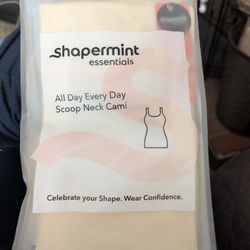 shapermint
essentials
All Day Every Day
Scoop Neck Cami
Celebrate your Shape. Wear Confidence.